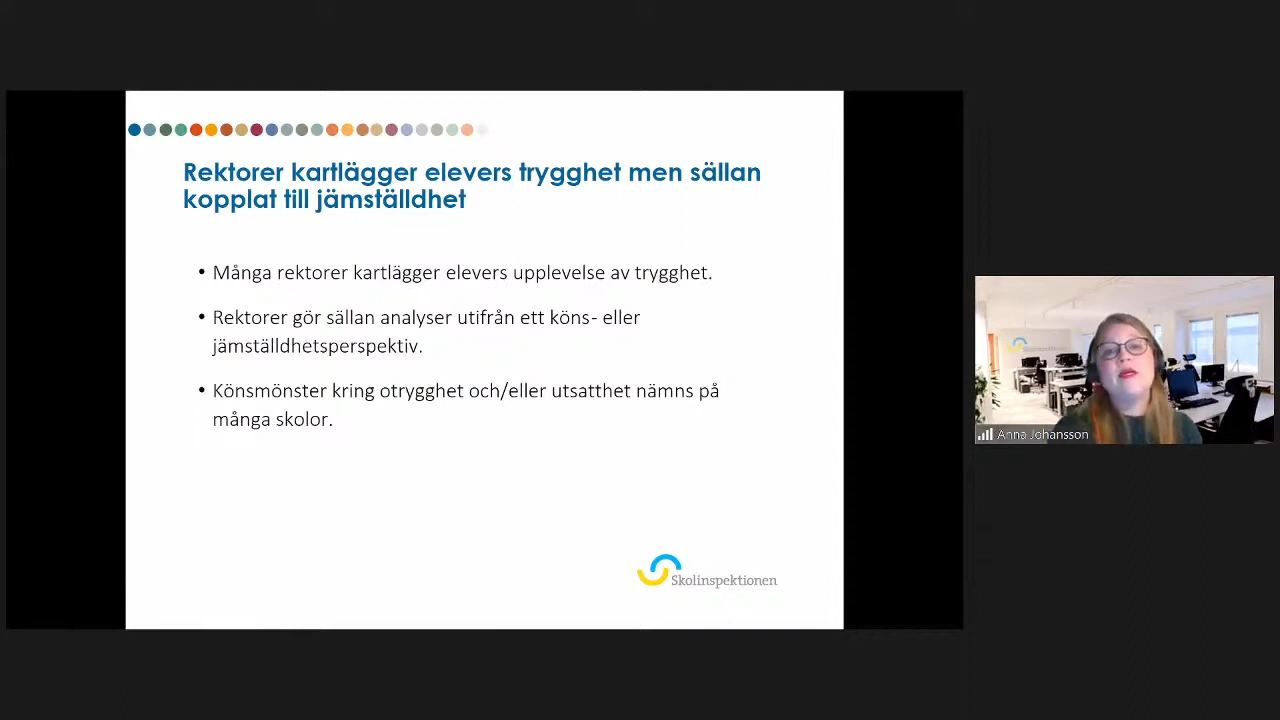 Rektorer kartlägger elevers trygghet men sällan
kopplat till jämställdhet
• Många rektorer kartlägger elevers upplevelse av trygghet.
• Rektorer gör sällan analyser utifrån ett köns- eller
jämställdhetsperspektiv.
• Könsmönster kring otrygghet och/eller utsatthet nämns på
många skolor.
Skolinspektionen
Skolinspektionen
Anna Johansson